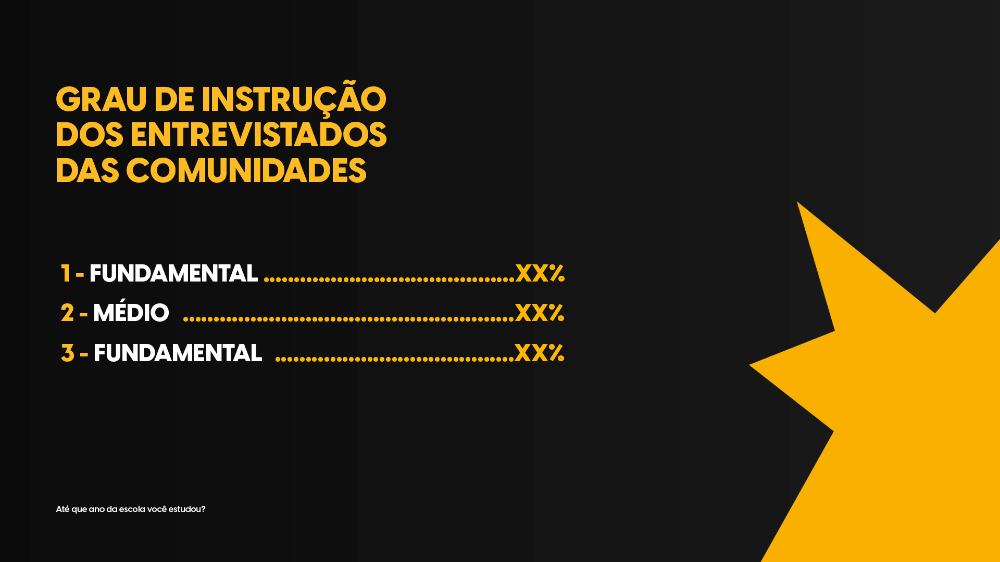 GRAU DE INSTRUÇÃO
DOS ENTREVISTADOS
DAS COMUNIDADES
1 - FUNDAMENTAL .........................................XX%
2 - MÉDIO ......................................................XX%
3 - FUNDAMENTAL .......................................XX%
Até que ano da escola você estudou?